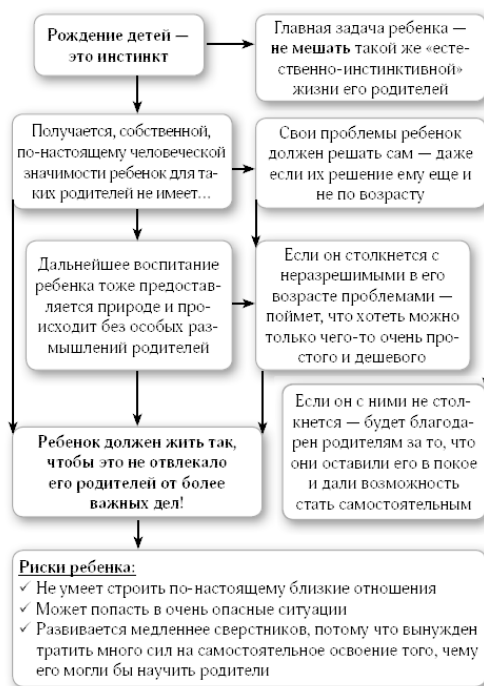 Рождение детей —
это инстинкт
Главная задача ребенка —
не мешать такой же «есте-
ственно-инстинктивной»
жизни его родителей
Получается, собственной,
по-настоящему человеческой
значимости ребенок для та-
ких родителей не имеет...
Свои проблемы ребенок
должен решать сам — даже
если их решение ему еще и
не по возрасту
Дальнейшее воспитание
ребенка тоже предостав-
ляется природе и про-
исходит без особых раз-
мышлений родителей
Если он столкнется с
неразрешимыми в его
возрасте проблемами —
поймет, что хотеть можно
только чего-то очень про-
стого и дешевого
Если он с ними не стол-
кнется — будет благода-
рен родителям за то, что
они оставили его в покое
и дали возможность
стать самостоятельным
Ребенок должен жить так,
чтобы это не отвлекало
его родителей от более
важных дел!
Риски ребенка:
✓ Не умеет строить по-настоящему близкие отношения
✓ Может попасть в очень опасные ситуации
✓ Развивается медленнее сверстников, потому что вынужден
тратить много сил на самостоятельное освоение того, чему
его могли бы научить родители